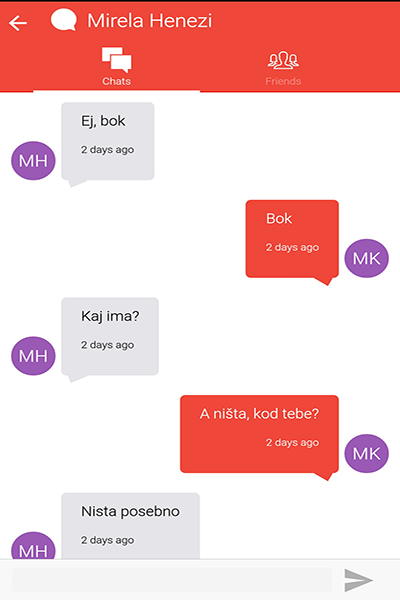 Mirela Henezi
Chats
Friends
Ej, bok
2 days ago
MH
Bok
2 days ago
MK
Kaj ima?
2 days ago
MH
A ništa, kod tebe?
2 days ago
MK
Nista posebno
2 days ago
MH